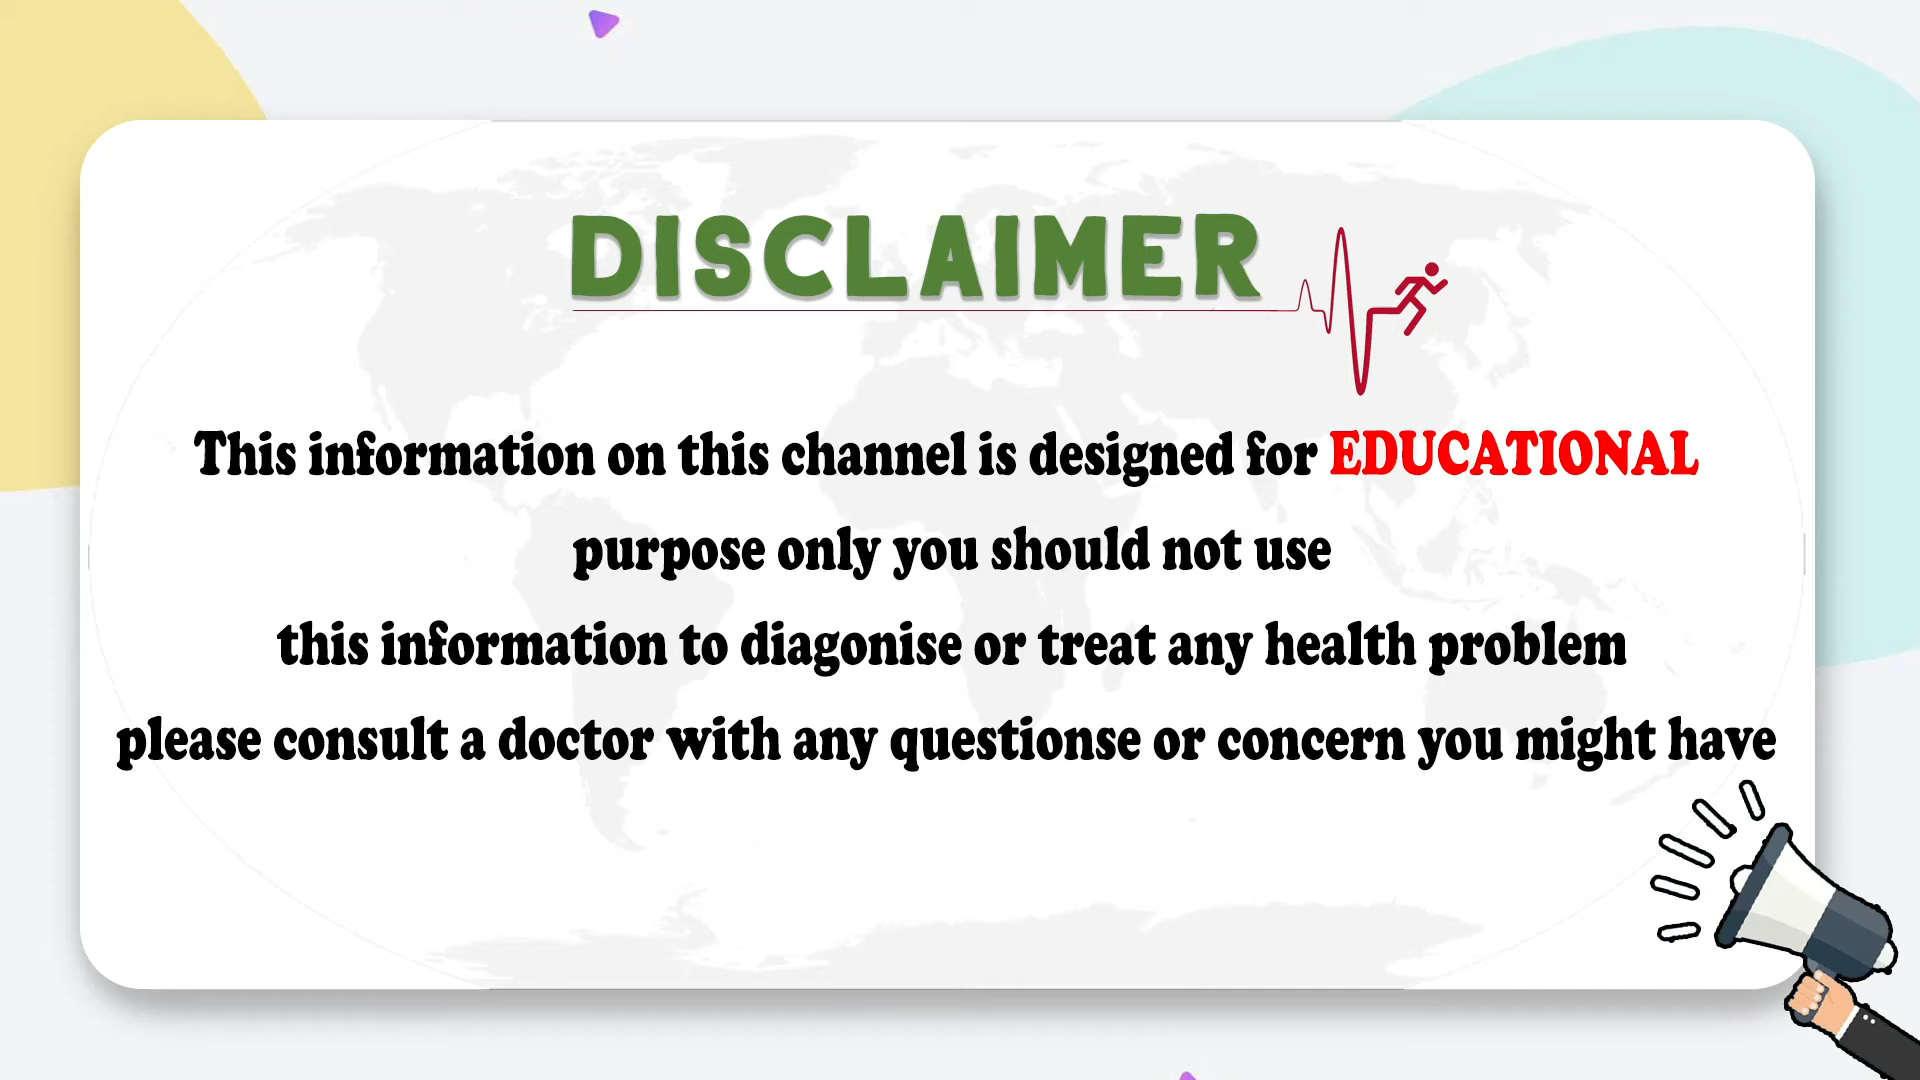 DISCLAIMER
This information on this channel is designed for EDUCATIONAL
purpose only you should not use
this information to diagonise or treat any health problem
please consult a doctor with any questionse or concern you might have